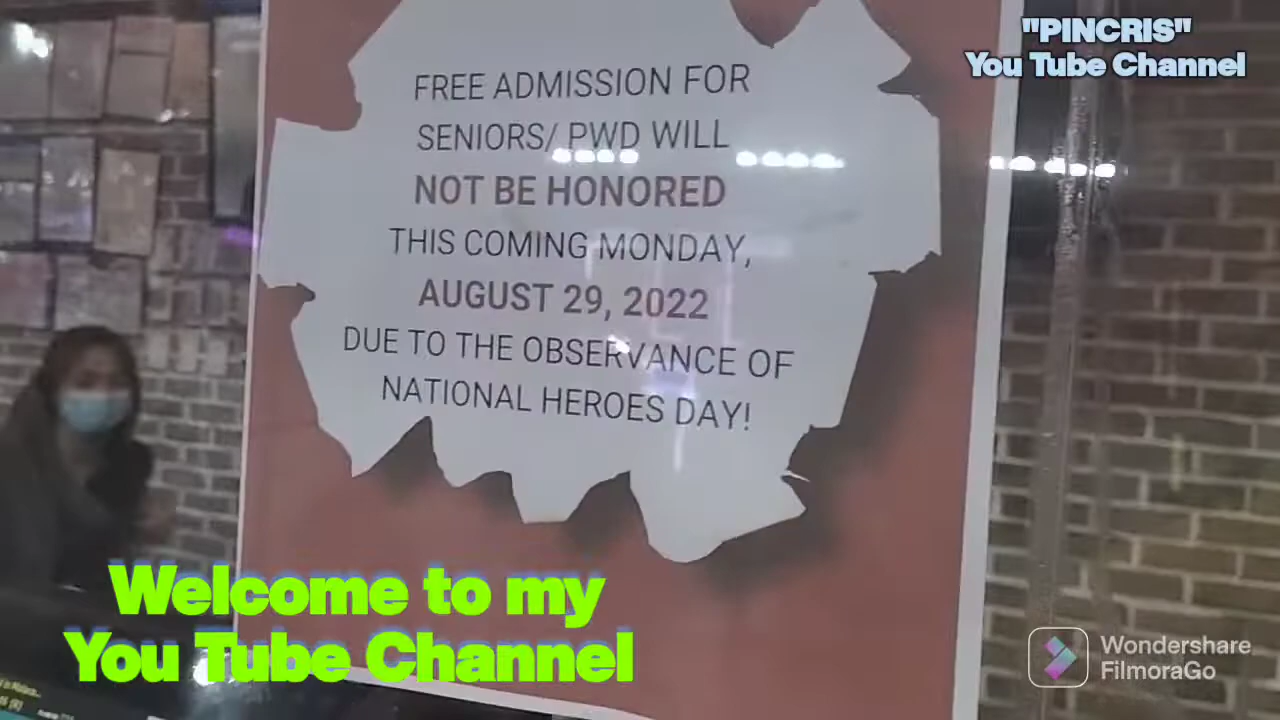 "PINCRIS"
You Tube Channel
FREE ADMISSION FOR
SENIORS/ PWD WILL
NOT BE HONORED
THIS COMING MONDAY,
AUGUST 29, 2022
DUE TO THE OBSERVANCE OF
NATIONAL HEROES DAY!
Welcome to my
You Tube Channel
Wondershare
FilmoraGo